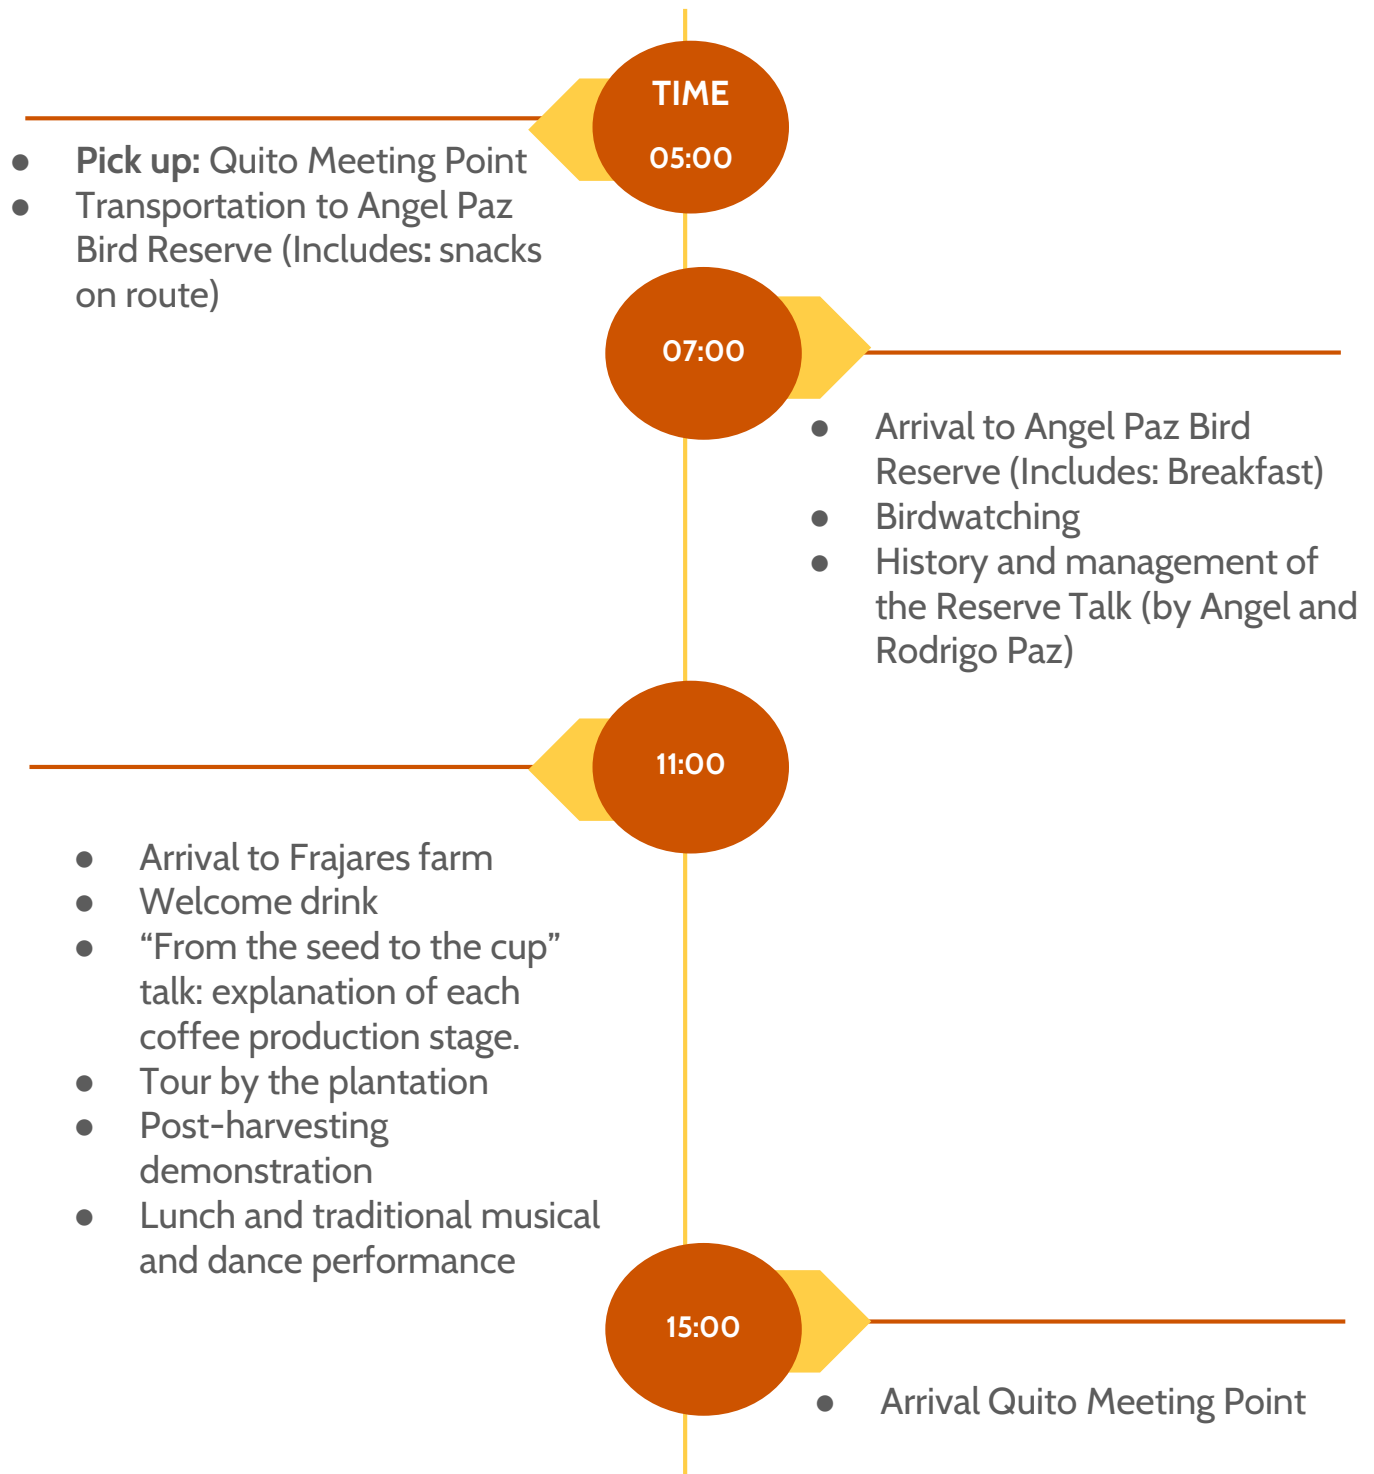 TIME
05:00
● Pick up: Quito Meeting Point
● Transportation to Angel Paz
Bird Reserve (Includes: snacks
on route)
07:00
● Arrival to Angel Paz Bird
Reserve (Includes: Breakfast)
● Birdwatching
● History and management of
the Reserve Talk (by Angel and
Rodrigo Paz)
11:00
● Arrival to Frajares farm
● Welcome drink
● “From the seed to the cup”
talk: explanation of each
coffee production stage.
● Tour by the plantation
● Post-harvesting
demonstration
● Lunch and traditional musical
and dance performance
15:00
● Arrival Quito Meeting Point